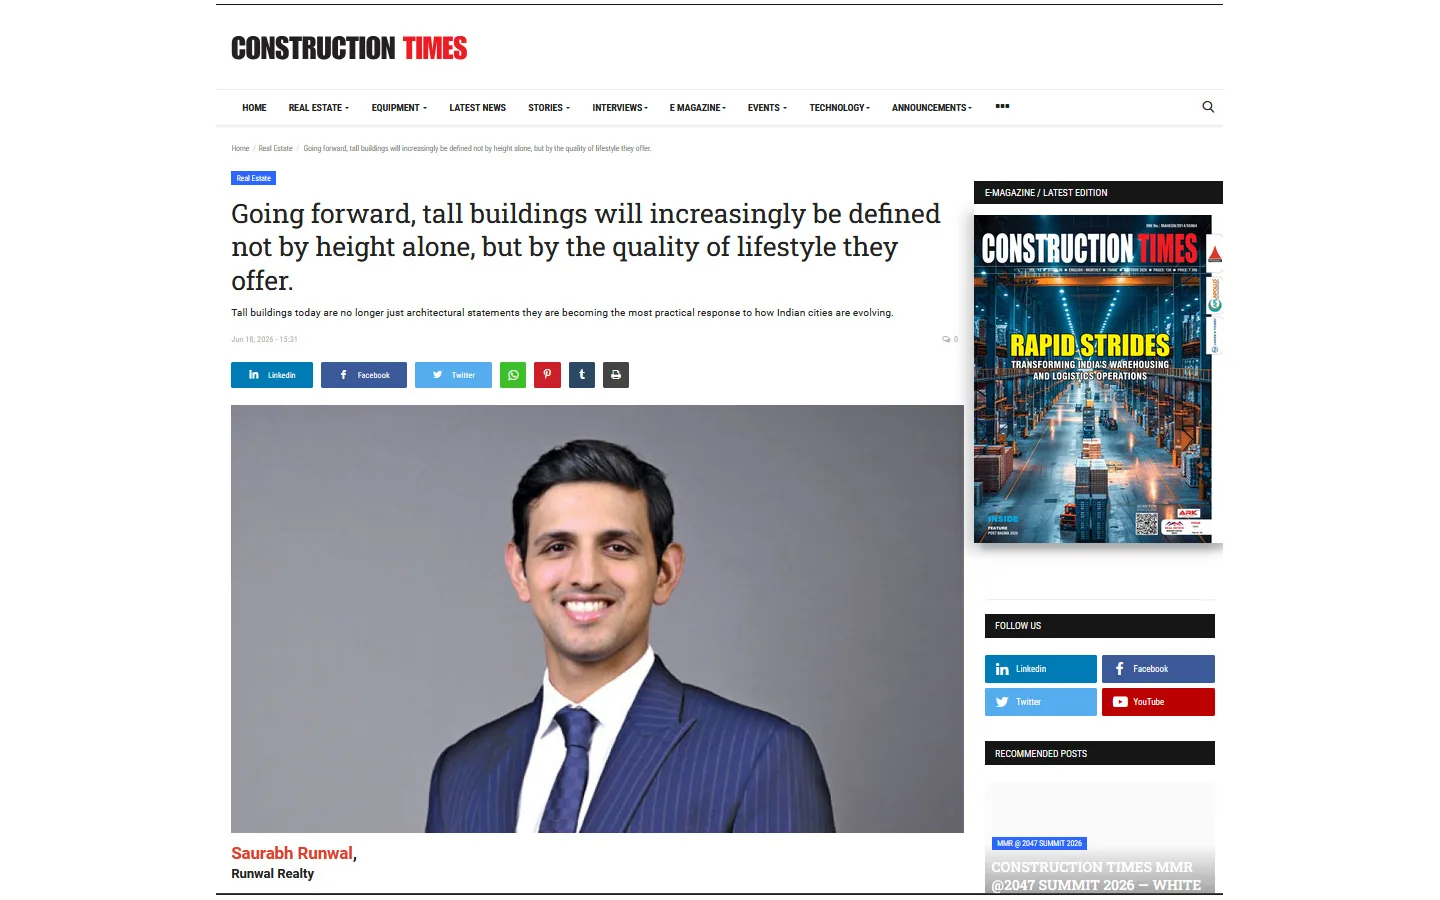 CONSTRUCTION TIMES
HOME REAL ESTATE EQUIPMENT LATEST NEWS STORIES INTERVIEWS E MAGAZINE EVENTS TECHNOLOGY ANNOUNCEMENTS •••
Home / Real Estate / Going forward, tall buildings will increasingly be defined not by height alone, but by the quality of lifestyle they offer.
Real Estate
Going forward, tall buildings will increasingly be defined
not by height alone, but by the quality of lifestyle they
offer.
Tall buildings today are no longer just architectural statements they are becoming the most practical response to how Indian cities are evolving.
Jun 18, 2026 - 15:31
0
Linkedin Facebook Twitter
Saurabh Runwal,
Runwal Realty
E-MAGAZINE / LATEST EDITION
CONSTRUCTION TIMES
RAPID STRIDES
TRANSFORMING INDIA'S WAREHOUSING
AND LOGISTICS OPERATIONS
INSIDE
FEATURE
ARK
FOLLOW US
Linkedin Facebook
Twitter YouTube
RECOMMENDED POSTS
MMR @ 2047 SUMMIT 2026
CONSTRUCTION TIMES MMR
@2047 SUMMIT 2026 — WHITE